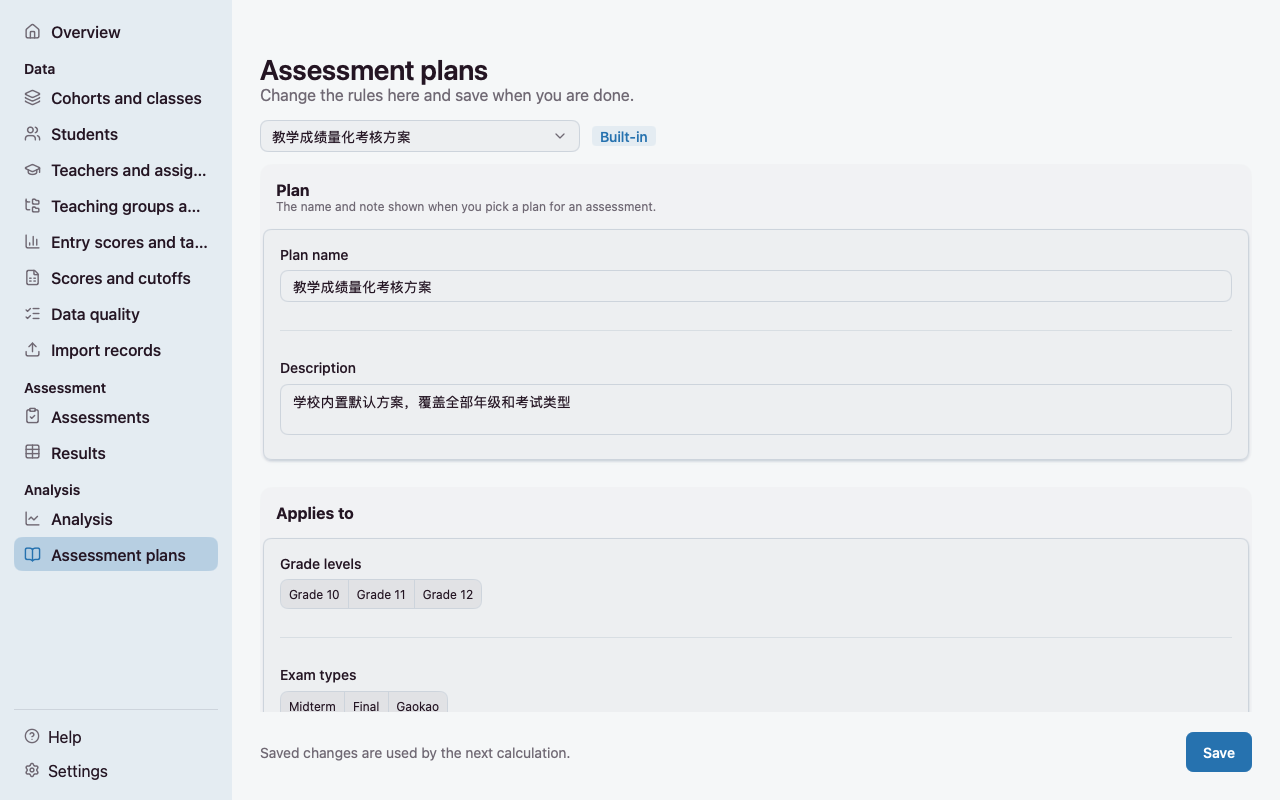 Overview
Data
Cohorts and classes
Students
Teachers and assig...
Teaching groups a...
Entry scores and ta...
Scores and cutoffs
Data quality
Import records
Assessment
Assessments
Results
Analysis
Analysis
Assessment plans
Help
Settings
Assessment plans
Change the rules here and save when you are done.
教学成绩量化考核方案
Built-in
Plan
The name and note shown when you pick a plan for an assessment.
Plan name
教学成绩量化考核方案
Description
学校内置默认方案，覆盖全部年级和考试类型
Applies to
Grade levels
Grade 10 Grade 11 Grade 12
Exam types
Midterm Final Gaokao
Saved changes are used by the next calculation.
Save